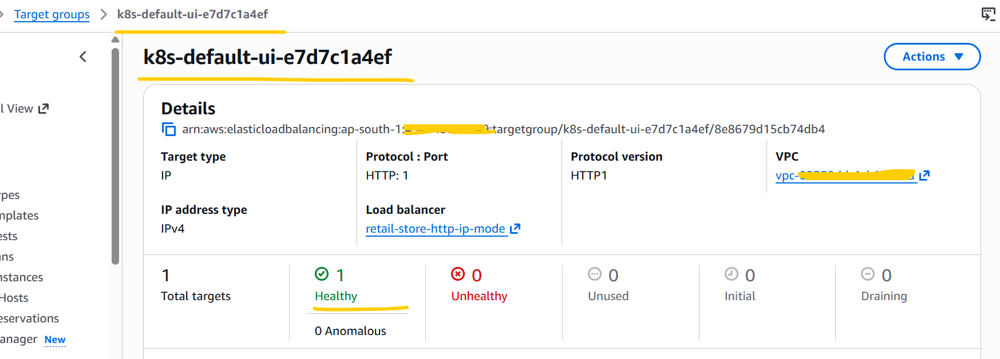 Target groups > k8s-default-ui-e7d7c1a4ef
k8s-default-ui-e7d7c1a4ef
Actions
l View
ypes
mplates
ests
ans
nstances
Hosts
eservations
anager New
Details
arn:aws:elasticloadbalancing:ap-south-1: :targetgroup/k8s-default-ui-e7d7c1a4ef/8e8679d15cb74db4
Target type
IP
Protocol : Port
HTTP: 1
Protocol version
HTTP1
VPC
vpc-
IP address type
IPv4
Load balancer
retail-store-http-ip-mode
1
Total targets
1
Healthy
0 Anomalous
0
Unhealthy
0
Unused
0
Initial
0
Draining